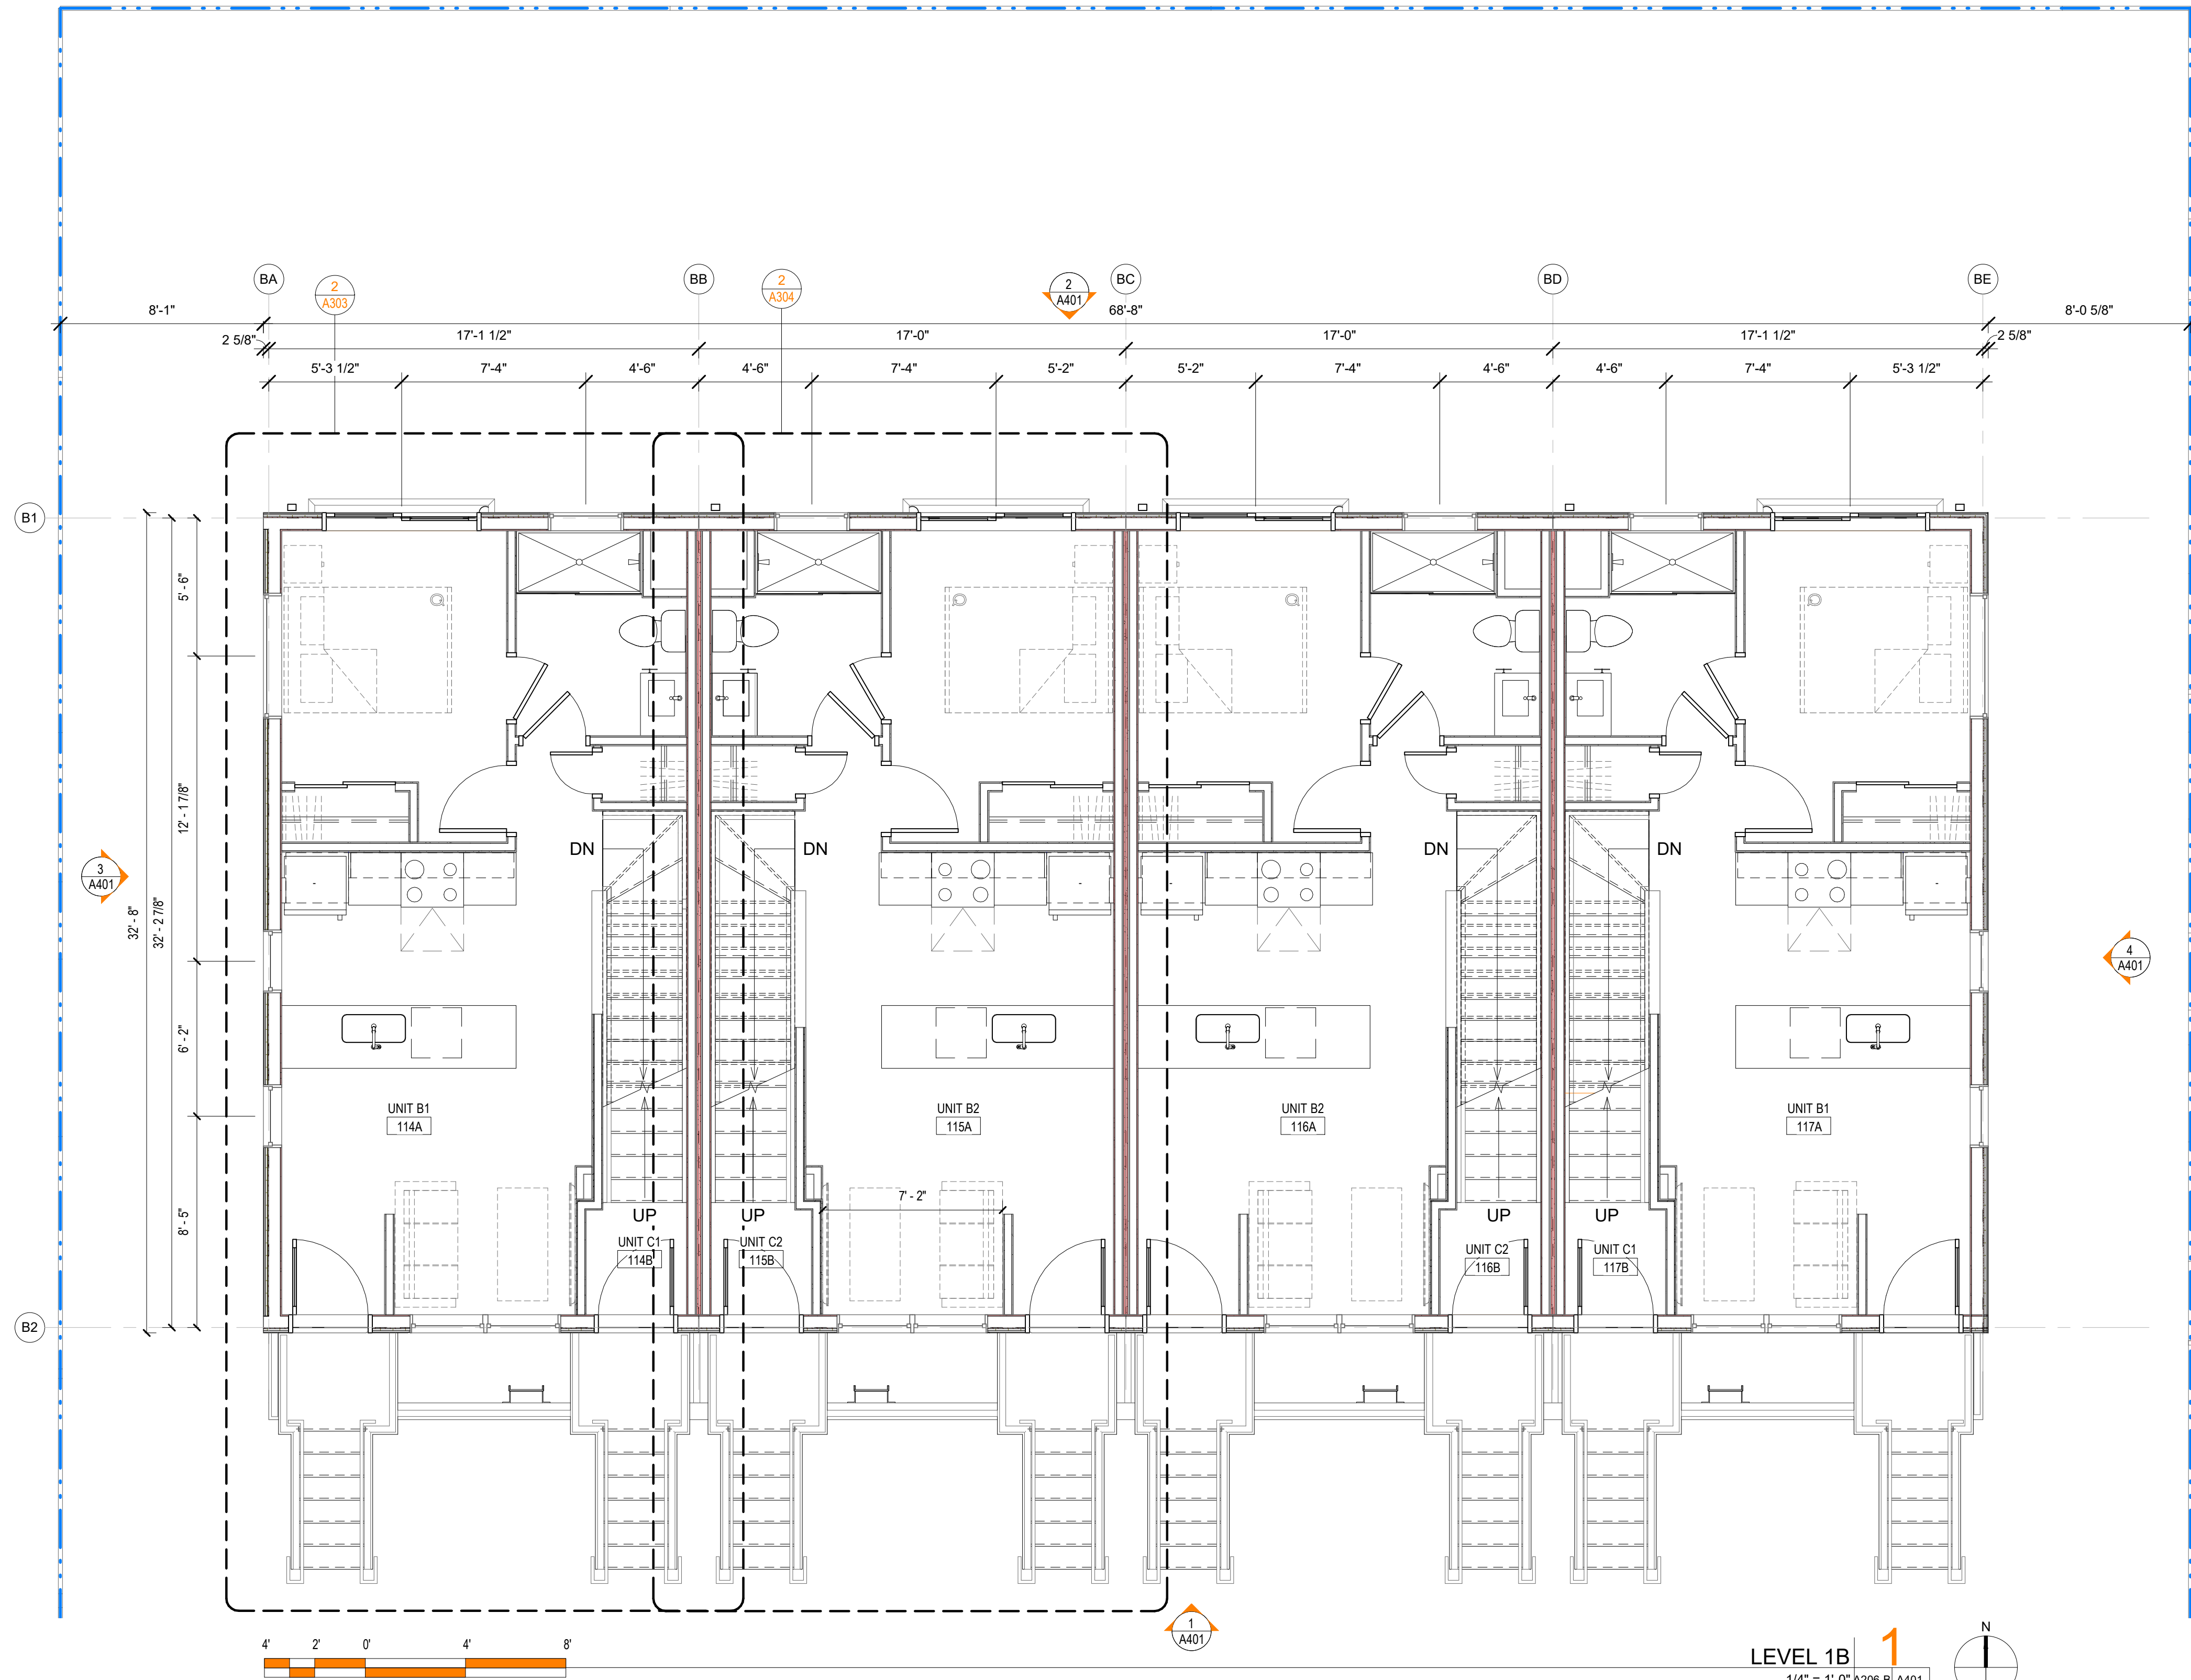 BA
2
A303
BB
2
A304
2
A401
BC
BD
BE
8'-1"
68'-8"
8'-0 5/8"
2 5/8"
17'-1 1/2"
17'-0"
17'-0"
17'-1 1/2"
2 5/8"
5'-3 1/2"
7'-4"
4'-6"
4'-6"
7'-4"
5'-2"
5'-2"
7'-4"
4'-6"
4'-6"
7'-4"
5'-3 1/2"
B1
5' - 6"
12' - 1 7/8"
32' - 8"
32' - 2 7/8"
6' - 2"
8' - 5"
3
A401
DN
DN
DN
DN
4
A401
UNIT B1
114A
UNIT B2
115A
UNIT B2
116A
UNIT B1
117A
7' - 2"
UP
UP
UP
UP
UNIT C1
114B
UNIT C2
115B
UNIT C2
116B
UNIT C1
117B
B2
1
A401
4'
2'
0'
4'
8'
LEVEL 1B
1
N
1/4" = 1'-0"
A206.B
A401